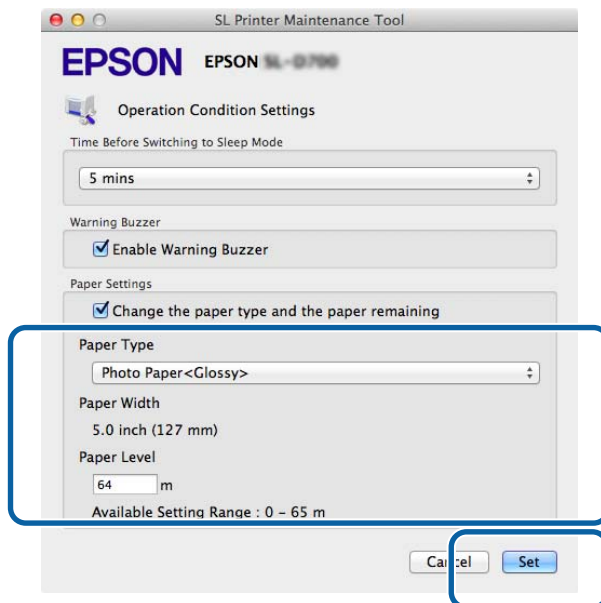 SL Printer Maintenance Tool
EPSON EPSON
Operation Condition Settings
Time Before Switching to Sleep Mode
5 mins
Warning Buzzer
Enable Warning Buzzer
Paper Settings
Change the paper type and the paper remaining
Paper Type
Photo Paper<Glossy>
Paper Width
5.0 inch (127 mm)
Paper Level
64 m
Available Setting Range : 0 – 65 m
Cancel Set